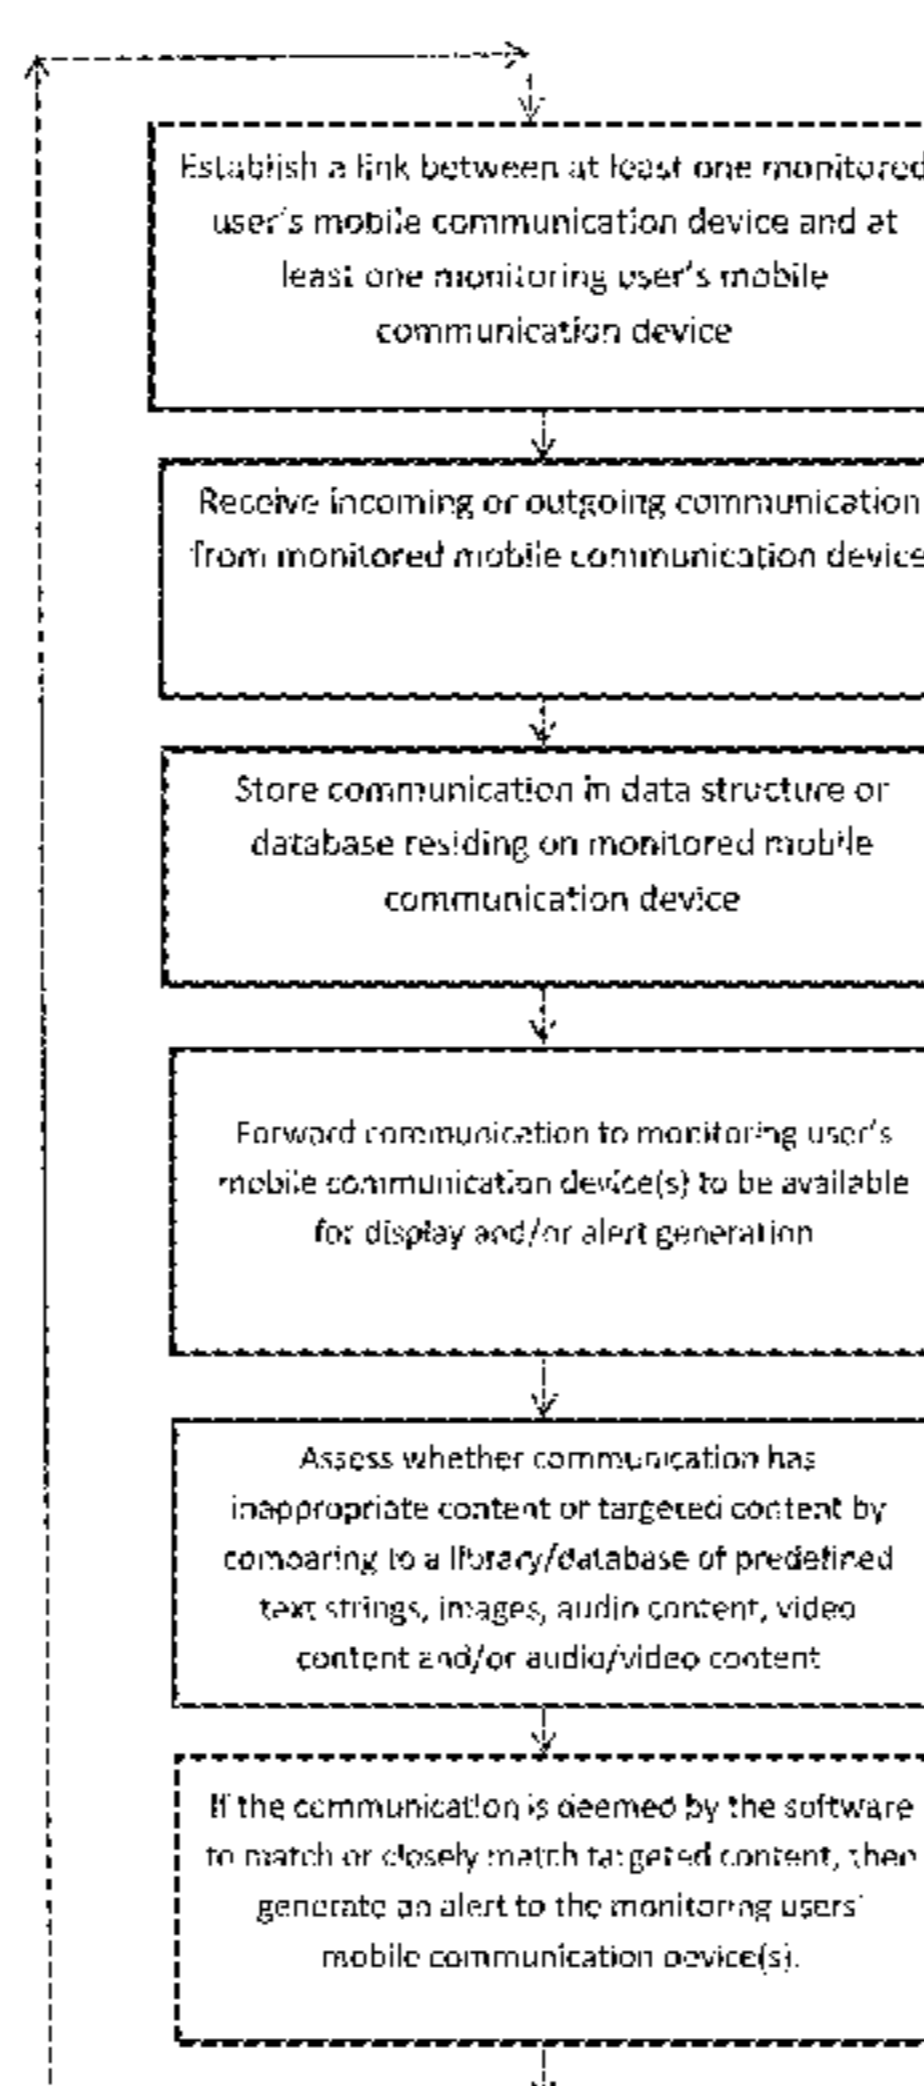 Establish a link between at least one monitored
user's mobile communication device and at
least one monitoring user's mobile
communication device
Receive incoming or outgoing communication
from monitored mobile communication device
Store communication in data structure or
database residing on monitored mobile
communication device
Forward communication to monitoring user's
mobile communication device(s) to be available
for display and/or alert generation
Assess whether communication has
inappropriate content or targeted content by
comparing to a library/database of predefined
text strings, images, audio content, video
content and/or audio/video content
If the communication is deemed by the software
to match or closely match targeted content, then
generate an alert to the monitoring users'
mobile communication device(s).